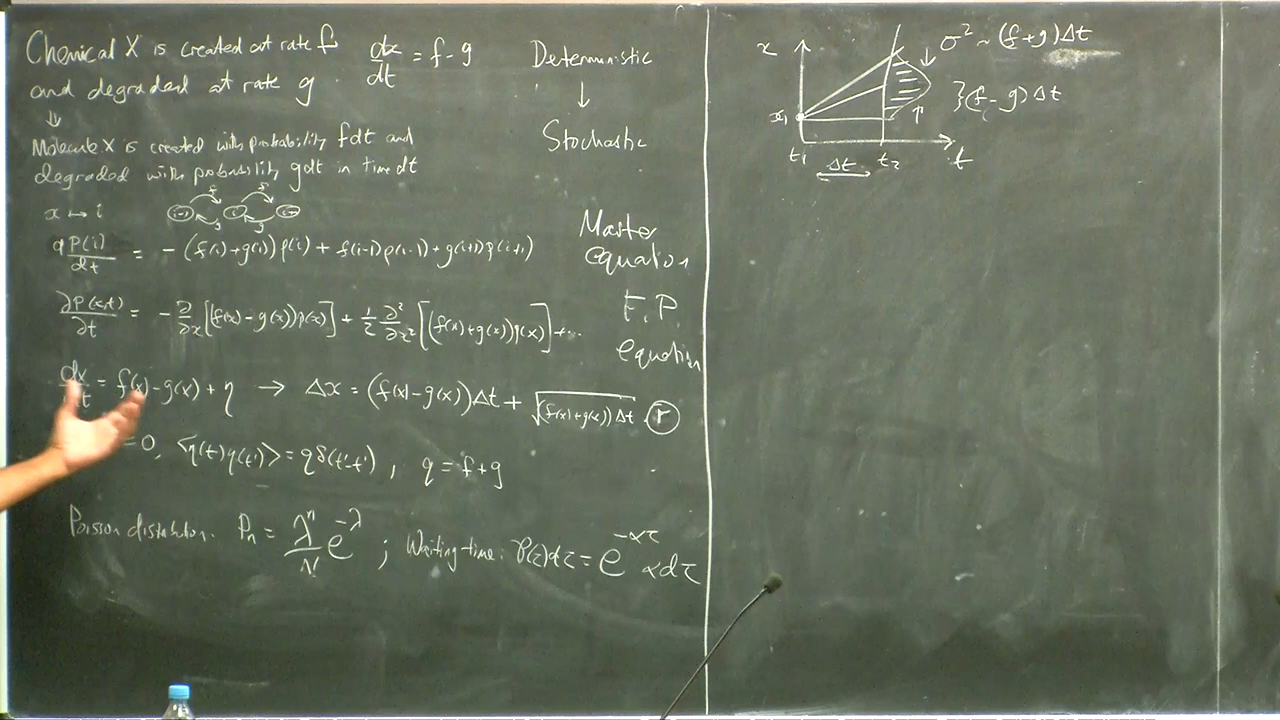 Chemical X is created at rate f dx/dt = f - g
and degraded at rate g
Deterministic
↓
Stochastic
⇓
Molecule X is created with probability fdt and
degraded with probability gdt in time dt
x ↔ i
dP(i)/dt = -(f(i)+g(i))p(i) + f(i-1)p(i-1) + g(i+1)p(i+1)
Master
equation
∂P(x,t)/∂t = -∂/∂x[(f(x)-g(x))p(x)] + 1/2 ∂²/∂x²[(f(x)+g(x))p(x)] + ...
F.P.
equation
= f(x) - g(x) + η → Δx = (f(x)-g(x))Δt + √(f(x)+g(x))Δt r
=0, <η(t)η(t')> = qδ(t-t'), q = f+g
Poisson distribution. Pn = λⁿ/N e^-λ ; Waiting-time: P(τ)dτ = e^-ατ αdτ
x
σ² ~ (f+g)Δt
}(f-g)Δt
x1
t1 Δt t2 t